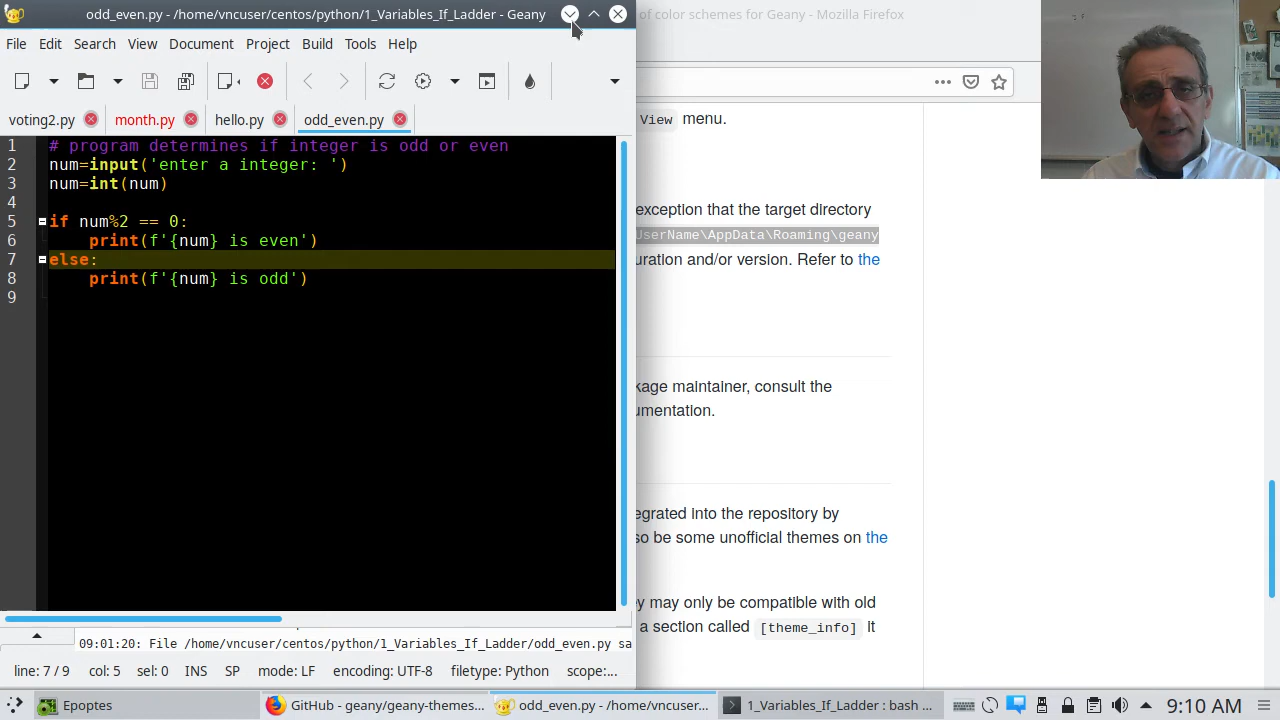 odd_even.py - /home/vncuser/centos/python/1_Variables_If_Ladder - Geany
of color schemes for Geany - Mozilla Firefox
File Edit Search View Document Project Build Tools Help
voting2.py month.py hello.py odd_even.py
1 # program determines if integer is odd or even
2 num=input('enter a integer: ')
3 num=int(num)
4
5 if num%2 == 0:
6 print(f'{num} is even')
7 else:
8 print(f'{num} is odd')
9
View menu.
exception that the target directory
UserName\AppData\Roaming\geany
uration and/or version. Refer to the
kage maintainer, consult the
umentation.
egrated into the repository by
so be some unofficial themes on the
ey may only be compatible with old
a section called [theme_info] It
09:01:20: File /home/vncuser/centos/python/1_Variables_If_Ladder/odd_even.py sa
line: 7 / 9 col: 5 sel: 0 INS SP mode: LF encoding: UTF-8 filetype: Python scope:...
Epoptes
GitHub - geany/geany-themes...
odd_even.py - /home/vncuser...
1_Variables_If_Ladder : bash ...
9:10 AM